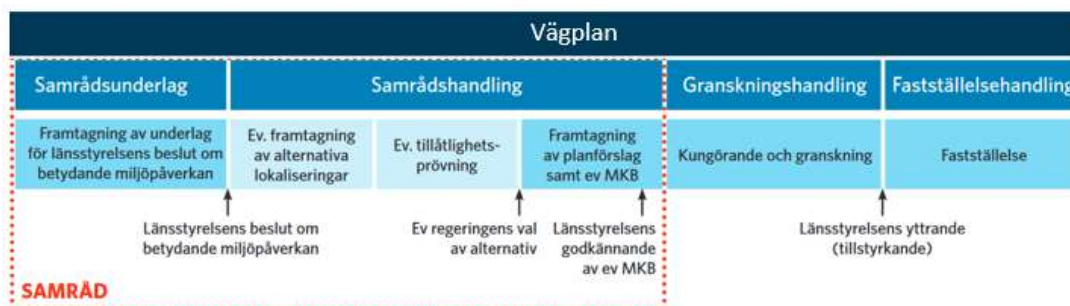 Vägplan
Samrådsunderlag
Samrådshandling
Granskningshandling
Fastställelsehandling
Framtagning av underlag
för länsstyrelsens beslut om
betydande miljöpåverkan
Ev. framtagning
av alternativa
lokaliseringar
Ev. tillåtlighets-
prövning
Framtagning
av planförslag
samt ev MKB
Kungörande och granskning
Fastställelse
Länsstyrelsens beslut om
betydande miljöpåverkan
Ev regeringens val
av alternativ
Länsstyrelsens
godkännande
av ev MKB
Länsstyrelsens yttrande
(tillstyrkande)
SAMRÅD